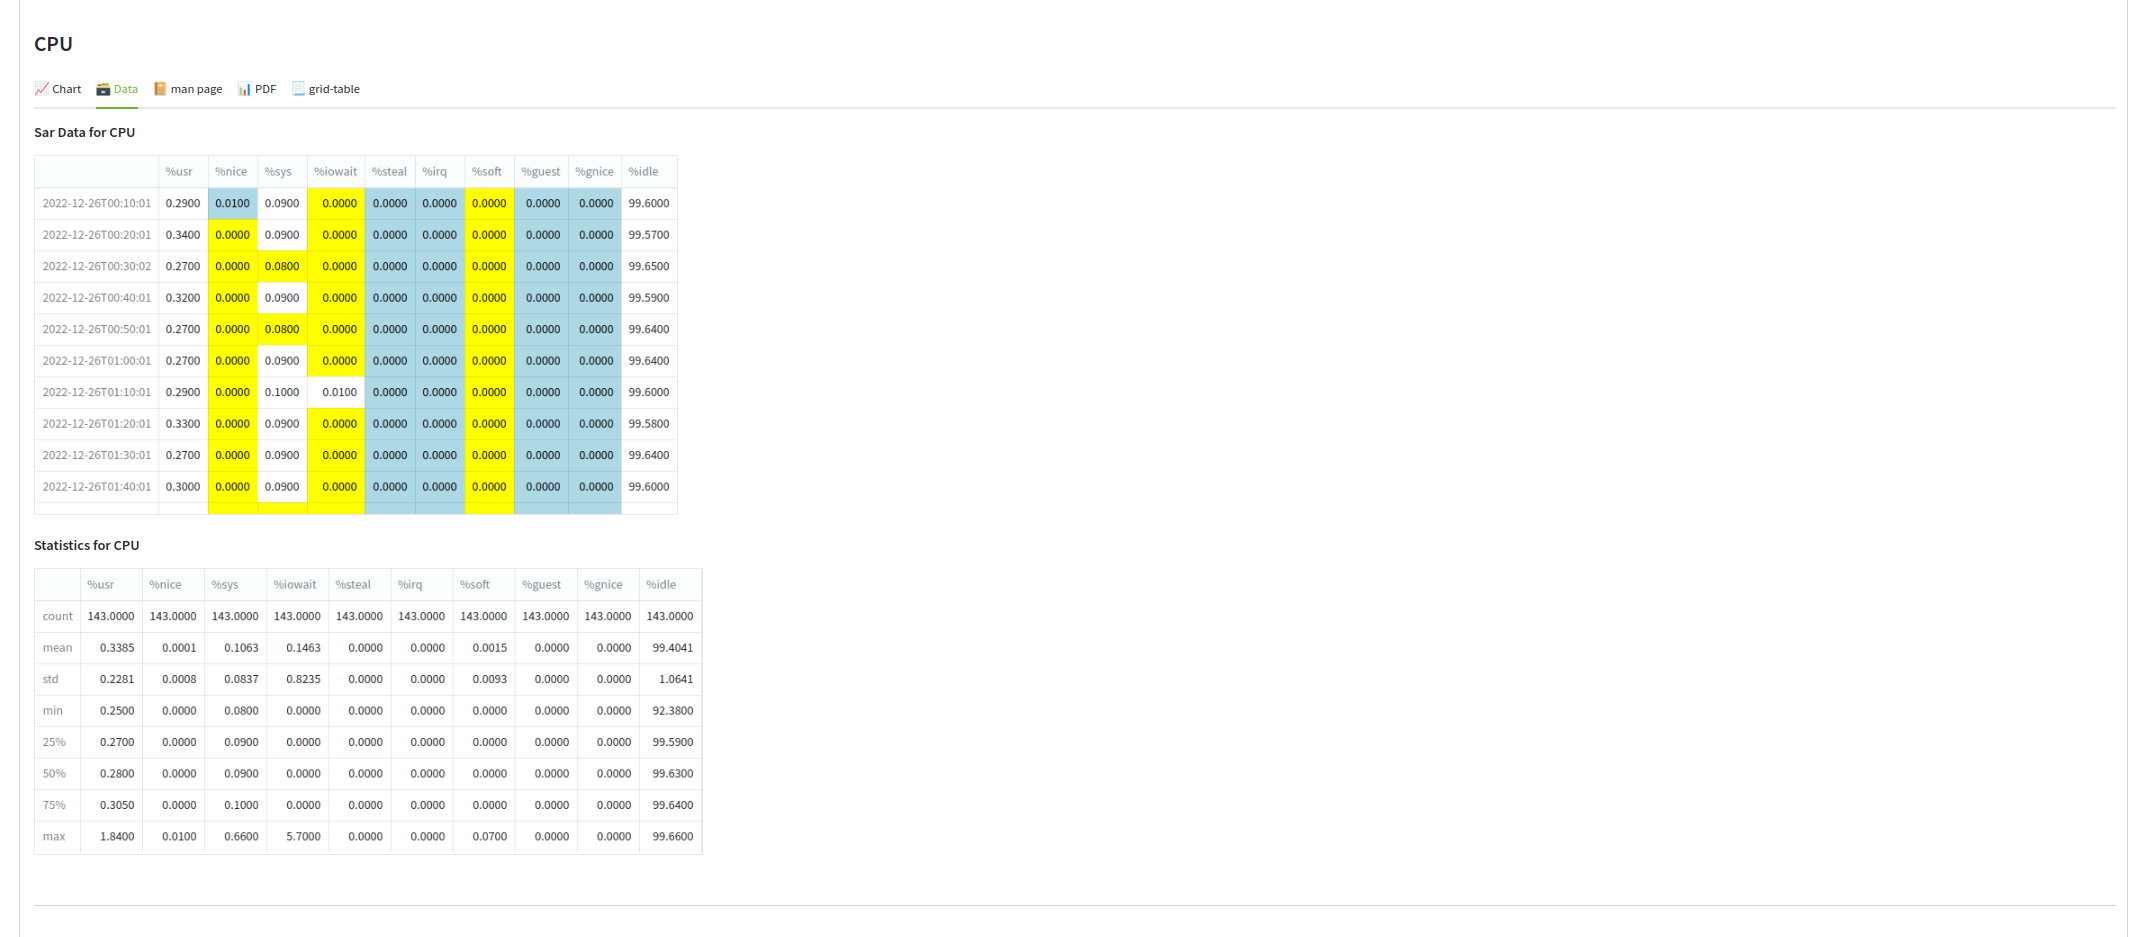 CPU
Chart Data man page PDF grid-table
Sar Data for CPU
%usr %nice %sys %iowait %steal %irq %soft %guest %gnice %idle
2022-12-26T00:10:01 0.2900 0.0100 0.0900 0.0000 0.0000 0.0000 0.0000 0.0000 0.0000 99.6000
2022-12-26T00:20:01 0.3400 0.0000 0.0900 0.0000 0.0000 0.0000 0.0000 0.0000 0.0000 99.5700
2022-12-26T00:30:02 0.2700 0.0000 0.0800 0.0000 0.0000 0.0000 0.0000 0.0000 0.0000 99.6500
2022-12-26T00:40:01 0.3200 0.0000 0.0900 0.0000 0.0000 0.0000 0.0000 0.0000 0.0000 99.5900
2022-12-26T00:50:01 0.2700 0.0000 0.0800 0.0000 0.0000 0.0000 0.0000 0.0000 0.0000 99.6400
2022-12-26T01:00:01 0.2700 0.0000 0.0900 0.0000 0.0000 0.0000 0.0000 0.0000 0.0000 99.6400
2022-12-26T01:10:01 0.2900 0.0000 0.1000 0.0100 0.0000 0.0000 0.0000 0.0000 0.0000 99.6000
2022-12-26T01:20:01 0.3300 0.0000 0.0900 0.0000 0.0000 0.0000 0.0000 0.0000 0.0000 99.5800
2022-12-26T01:30:01 0.2700 0.0000 0.0900 0.0000 0.0000 0.0000 0.0000 0.0000 0.0000 99.6400
2022-12-26T01:40:01 0.3000 0.0000 0.0900 0.0000 0.0000 0.0000 0.0000 0.0000 0.0000 99.6000
Statistics for CPU
%usr %nice %sys %iowait %steal %irq %soft %guest %gnice %idle
count 143.0000 143.0000 143.0000 143.0000 143.0000 143.0000 143.0000 143.0000 143.0000 143.0000
mean 0.3385 0.0001 0.1063 0.1463 0.0000 0.0000 0.0015 0.0000 0.0000 99.4041
std 0.2281 0.0008 0.0837 0.8235 0.0000 0.0000 0.0093 0.0000 0.0000 1.0641
min 0.2500 0.0000 0.0800 0.0000 0.0000 0.0000 0.0000 0.0000 0.0000 92.3800
25% 0.2700 0.0000 0.0900 0.0000 0.0000 0.0000 0.0000 0.0000 0.0000 99.5900
50% 0.2800 0.0000 0.0900 0.0000 0.0000 0.0000 0.0000 0.0000 0.0000 99.6300
75% 0.3050 0.0000 0.1000 0.0000 0.0000 0.0000 0.0000 0.0000 0.0000 99.6400
max 1.8400 0.0100 0.6600 5.7000 0.0000 0.0000 0.0700 0.0000 0.0000 99.6600